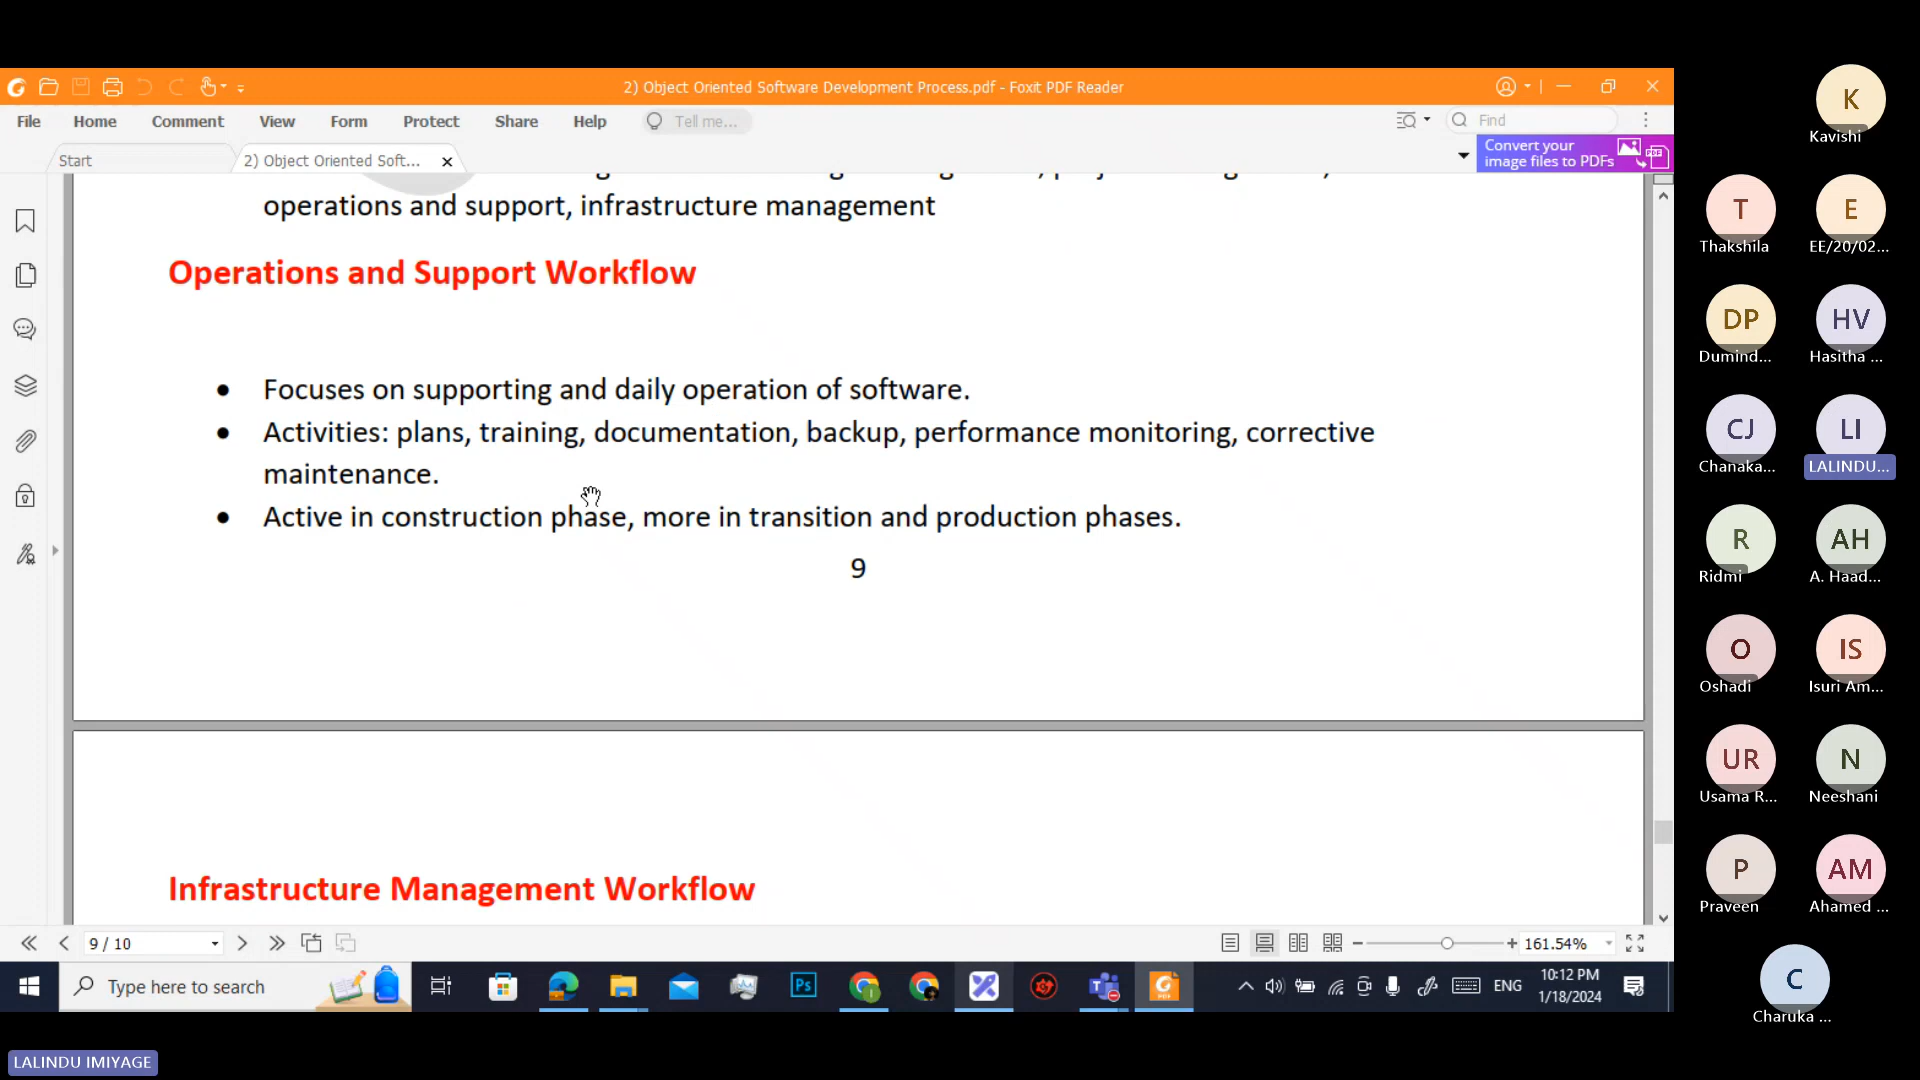 2) Object Oriented Software Development Process.pdf - Foxit PDF Reader
File Home Comment View Form Protect Share Help Tell me... Find
Start
2) Object Oriented Soft...
Convert your
image files to PDFs
operations and support, infrastructure management
Operations and Support Workflow
• Focuses on supporting and daily operation of software.
• Activities: plans, training, documentation, backup, performance monitoring, corrective
maintenance.
• Active in construction phase, more in transition and production phases.
9
Infrastructure Management Workflow
9 / 10
161.54%
Type here to search
Ps
ENG
10:12 PM
1/18/2024
K
Kavishi
T
Thakshila
E
EE/20/02...
DP
Dumind...
HV
Hasitha ...
CJ
Chanaka...
LI
LALINDU...
R
Ridmi
AH
A. Haad...
O
Oshadi
IS
Isuri Am...
UR
Usama R...
N
Neeshani
P
Praveen
AM
Ahamed ...
C
Charuka ...
LALINDU IMIYAGE